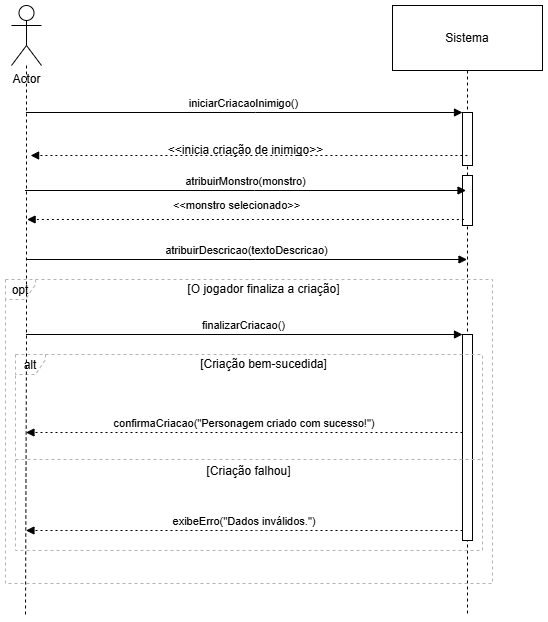 Actor
Sistema
iniciarCriacaoInimigo()
<<inicia criação de inimigo>>
atribuirMonstro(monstro)
<<monstro selecionado>>
atribuirDescricao(textoDescricao)
opt
[O jogador finaliza a criação]
finalizarCriacao()
alt
[Criação bem-sucedida]
confirmaCriacao("Personagem criado com sucesso!")
[Criação falhou]
exibeErro("Dados inválidos.")